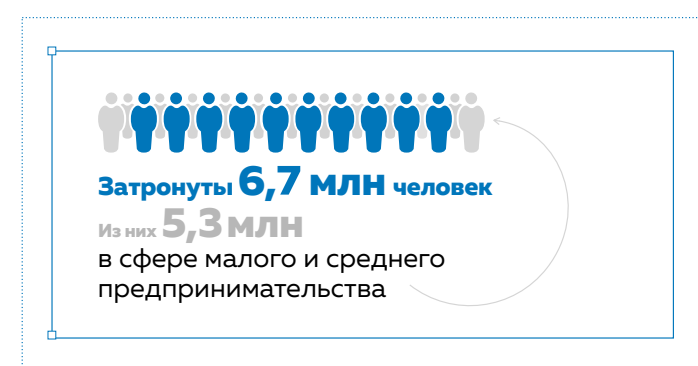 Затронуты 6,7 млн человек
Из них 5,3 млн
в сфере малого и среднего
предпринимательства